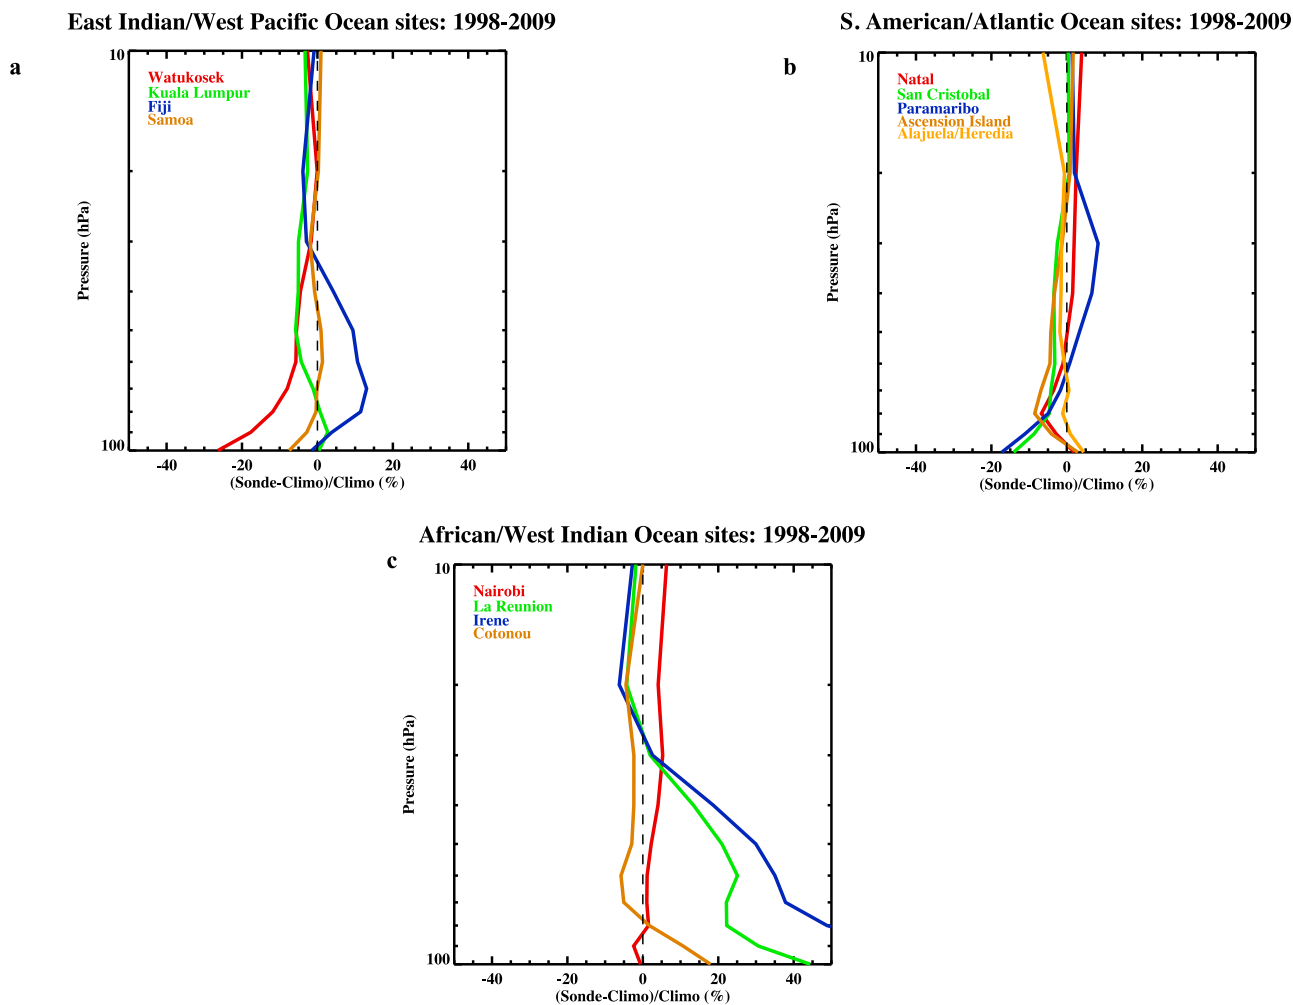 East Indian/West Pacific Ocean sites: 1998-2009
a
10
Watukosek
Kuala Lumpur
Fiji
Samoa
Pressure (hPa)
100
-40 -20 0 20 40
(Sonde-Climo)/Climo (%)
S. American/Atlantic Ocean sites: 1998-2009
b
10
Natal
San Cristobal
Paramaribo
Ascension Island
Alajuela/Heredia
Pressure (hPa)
100
-40 -20 0 20 40
(Sonde-Climo)/Climo (%)
African/West Indian Ocean sites: 1998-2009
c
10
Nairobi
La Reunion
Irene
Cotonou
Pressure (hPa)
100
-40 -20 0 20 40
(Sonde-Climo)/Climo (%)